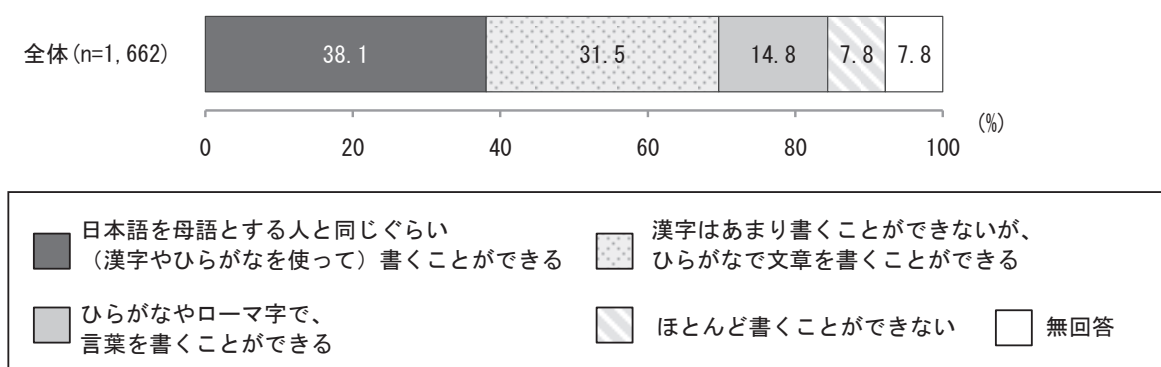 全体(n=1,662)
38.1
31.5
14.8
7.8
7.8
(%)
0 20 40 60 80 100
日本語を母語とする人と同じぐらい
(漢字やひらがなを使って)書くことができる
漢字はあまり書くことができないが、
ひらがなで文章を書くことができる
ひらがなやローマ字で、
言葉を書くことができる
ほとんど書くことができない
無回答